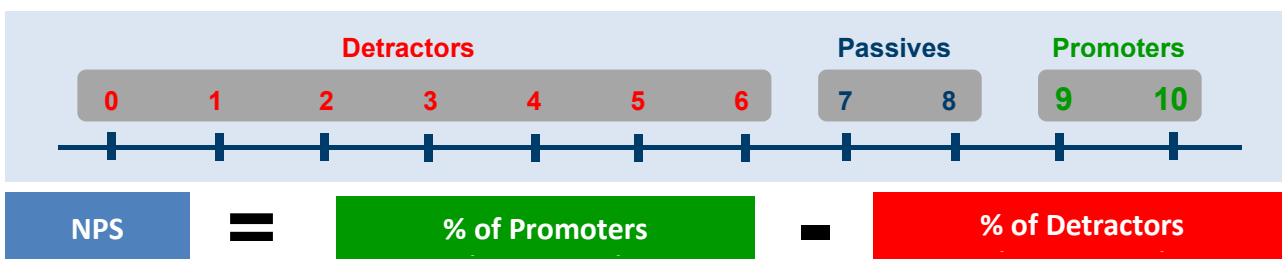 Detractors Passives Promoters
0 1 2 3 4 5 6 7 8 9 10
NPS = % of Promoters - % of Detractors